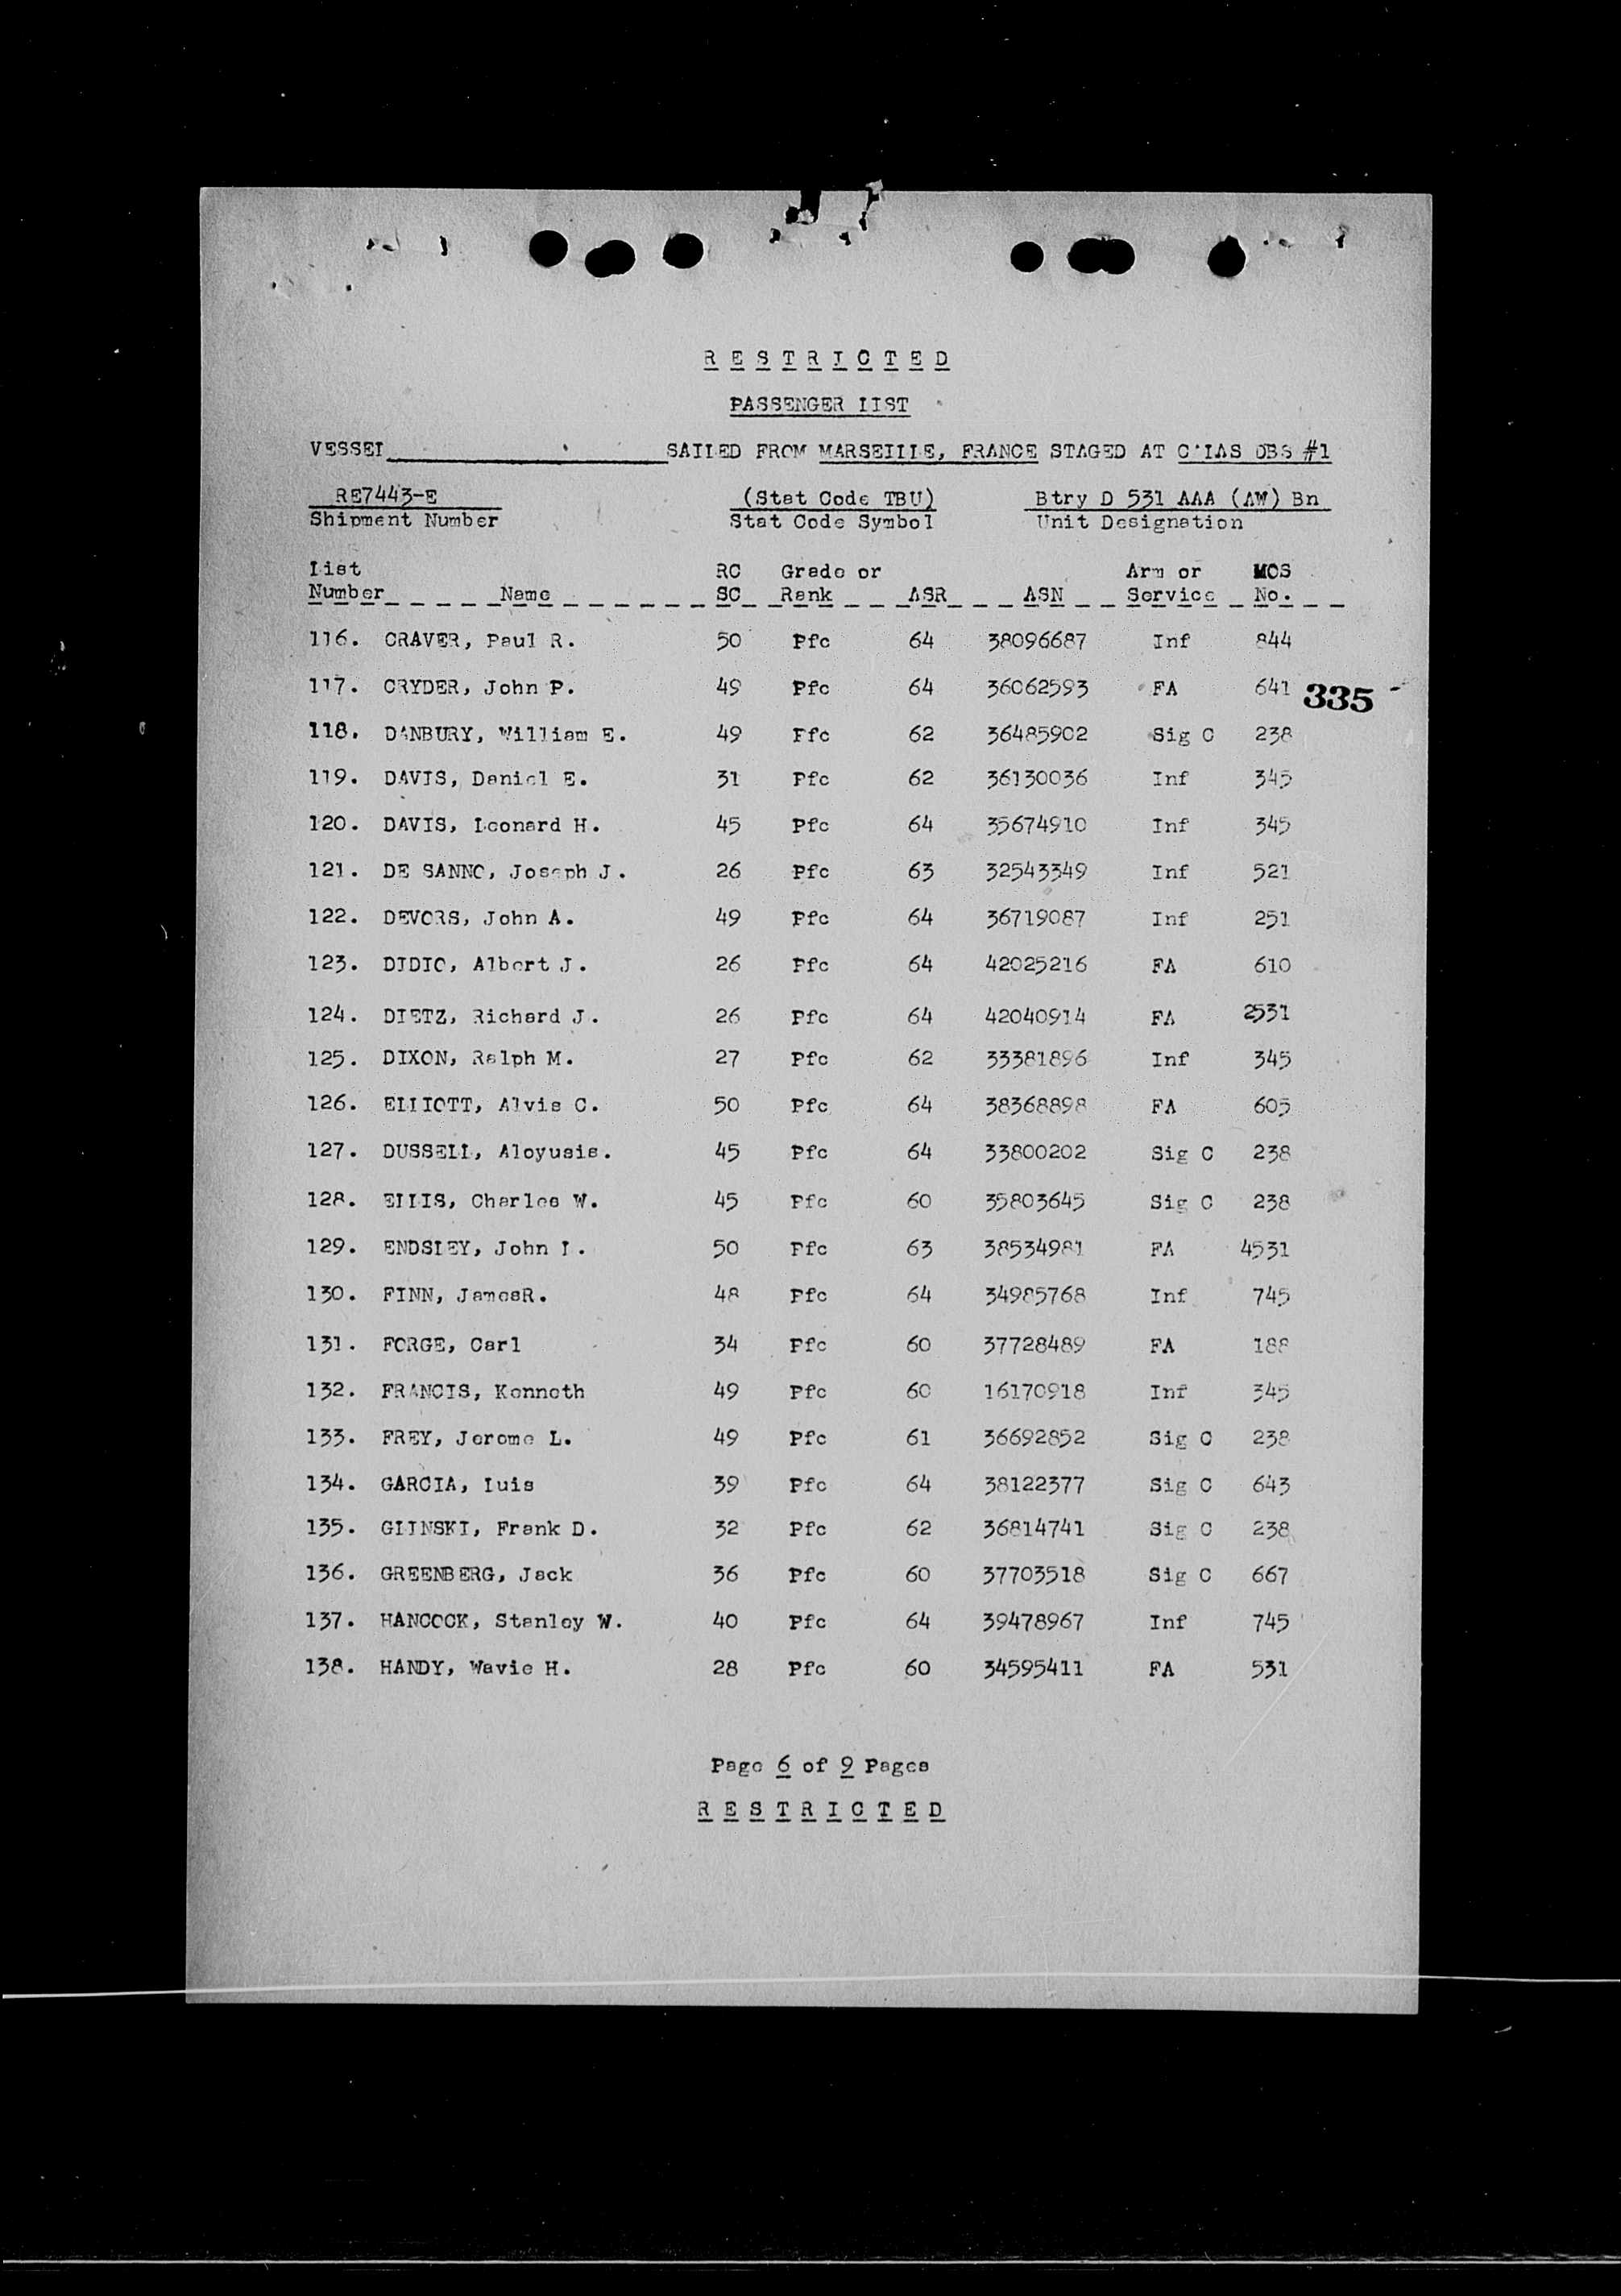 R E S T R I C T E D
PASSENGER LIST
VESSEL SAILED FROM MARSEILLE, FRANCE STAGED AT C'LAS DBS #1
RE7443-E (Stat Code TBU) Btry D 531 AAA (AW) Bn
Shipment Number Stat Code Symbol Unit Designation
List RC Grade or Arm or MOS
Number Name SC Rank ASR ASN Service No.
116. CRAVER, Paul R. 50 Pfc 64 38096687 Inf 844
117. CRYDER, John P. 49 Pfc 64 36062593 FA 641 335
118. DANBURY, William E. 49 Pfc 62 36485902 Sig C 238
119. DAVIS, Daniel E. 31 Pfc 62 36130036 Inf 345
120. DAVIS, Leonard H. 45 Pfc 64 35674910 Inf 345
121. DE SANNO, Joseph J. 26 Pfc 63 32543349 Inf 521
122. DEVORS, John A. 49 Pfc 64 36719087 Inf 251
123. DIDIO, Albert J. 26 Pfc 64 42025216 FA 610
124. DIETZ, Richard J. 26 Pfc 64 42040914 FA 2531
125. DIXON, Ralph M. 27 Pfc 62 33381896 Inf 345
126. ELLIOTT, Alvis C. 50 Pfc 64 38368898 FA 605
127. DUSSELL, Aloyusis. 45 Pfc 64 33800202 Sig C 238
128. ELLIS, Charles W. 45 Pfc 60 35803645 Sig C 238
129. ENDSLEY, John L. 50 Pfc 63 38534981 FA 4531
130. FINN, JamesR. 48 Pfc 64 34985768 Inf 745
131. FORGE, Carl 34 Pfc 60 37728489 FA 188
132. FRANCIS, Kenneth 49 Pfc 60 16170918 Inf 345
133. FREY, Jerome L. 49 Pfc 61 36692852 Sig C 238
134. GARCIA, Luis 39 Pfc 64 38122377 Sig C 643
135. GLINSKI, Frank D. 32 Pfc 62 36814741 Sig C 238
136. GREENBERG, Jack 36 Pfc 60 37703518 Sig C 667
137. HANCOCK, Stanley W. 40 Pfc 64 39478967 Inf 745
138. HANDY, Wavie H. 28 Pfc 60 34595411 FA 531
Page 6 of 9 Pages
R E S T R I C T E D